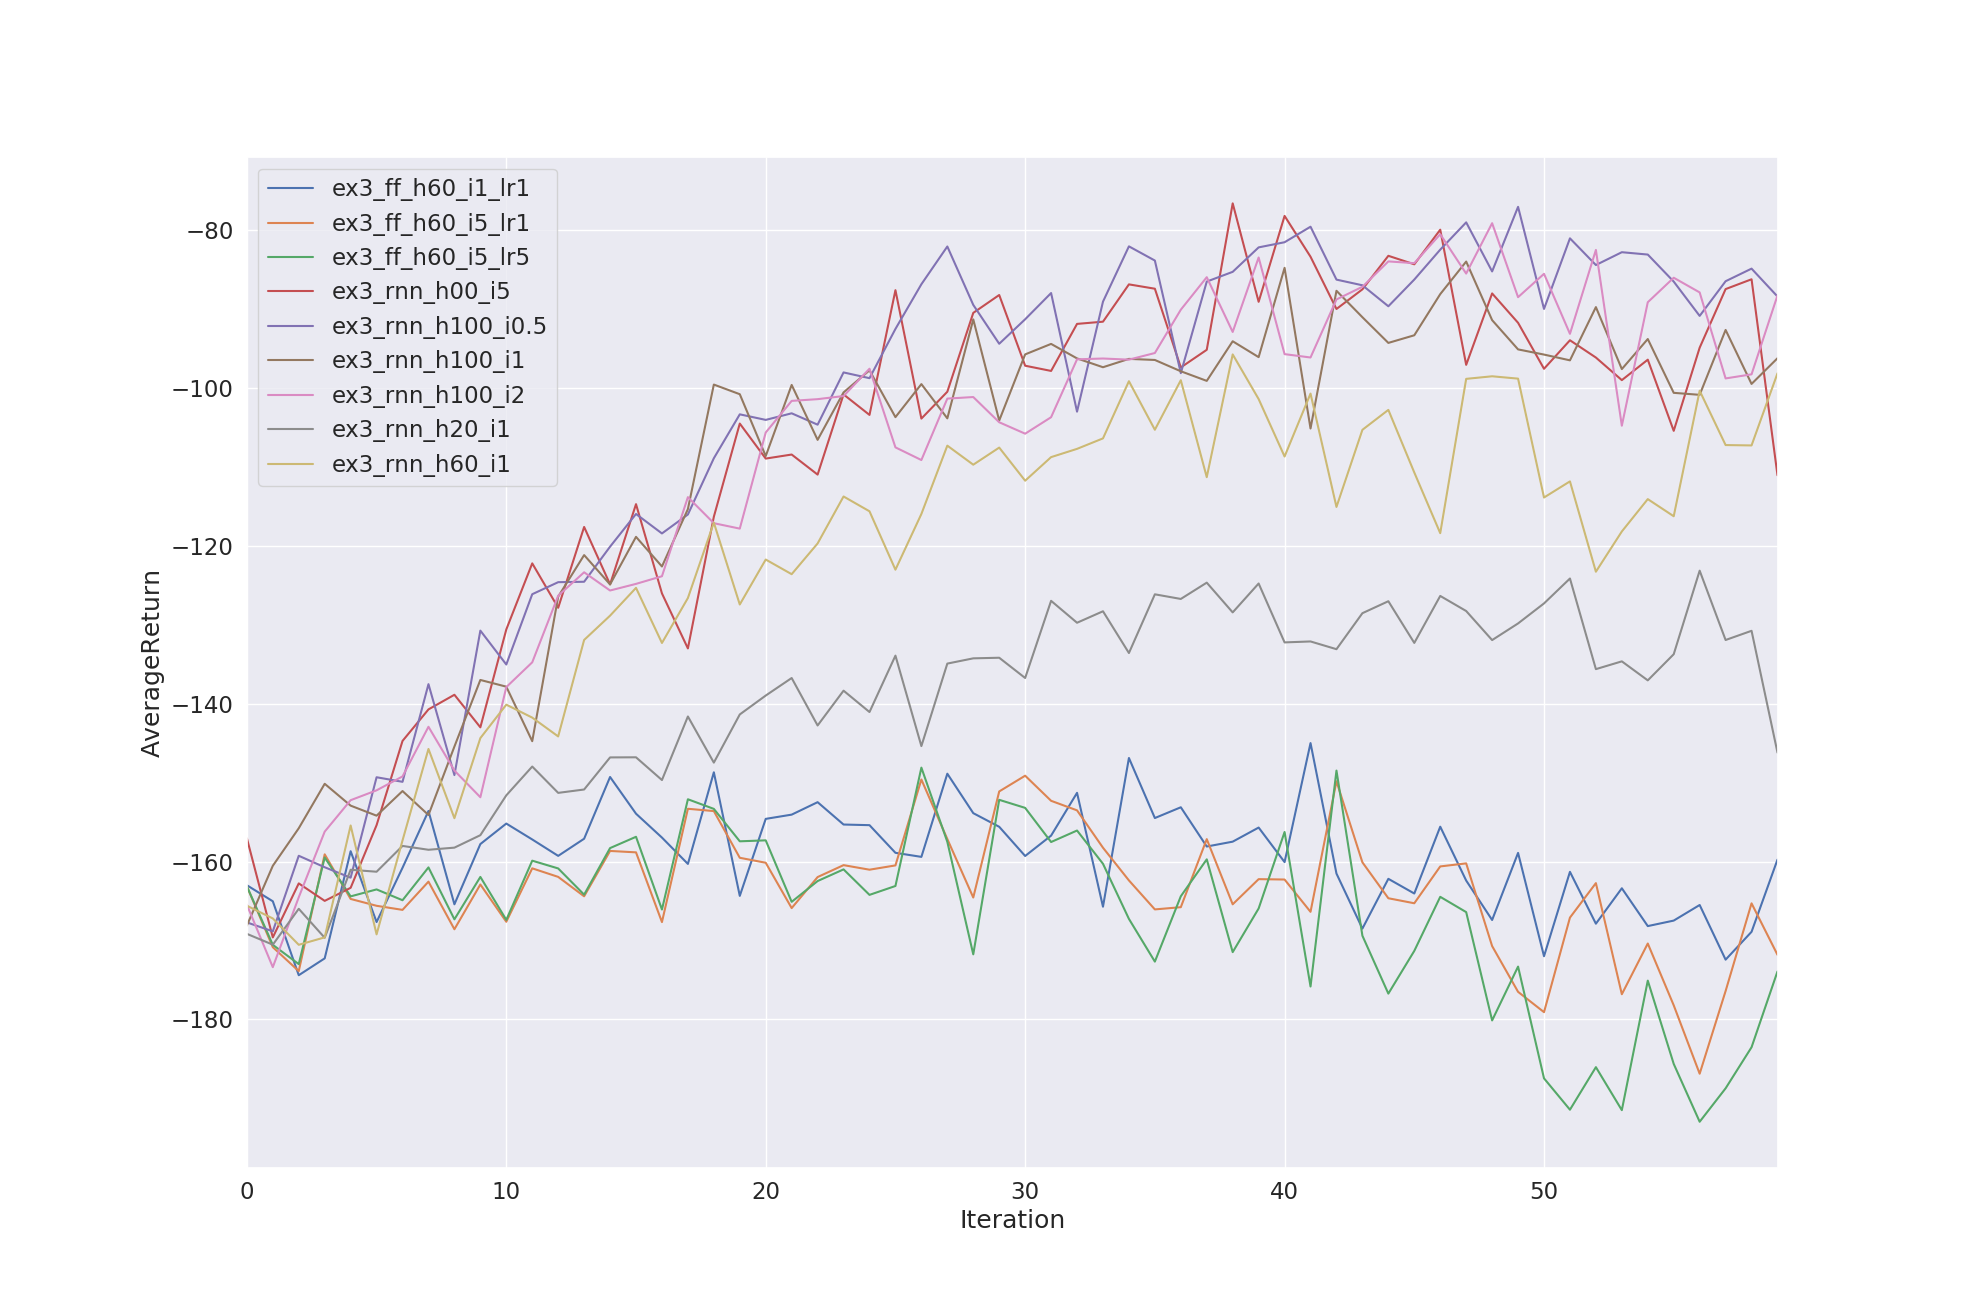 ex3_ff_h60_i1_lr1
ex3_ff_h60_i5_lr1
ex3_ff_h60_i5_lr5
ex3_rnn_h00_i5
ex3_rnn_h100_i0.5
ex3_rnn_h100_i1
ex3_rnn_h100_i2
ex3_rnn_h20_i1
ex3_rnn_h60_i1
−80
−100
−120
−140
−160
−180
AverageReturn
0 10 20 30 40 50
Iteration